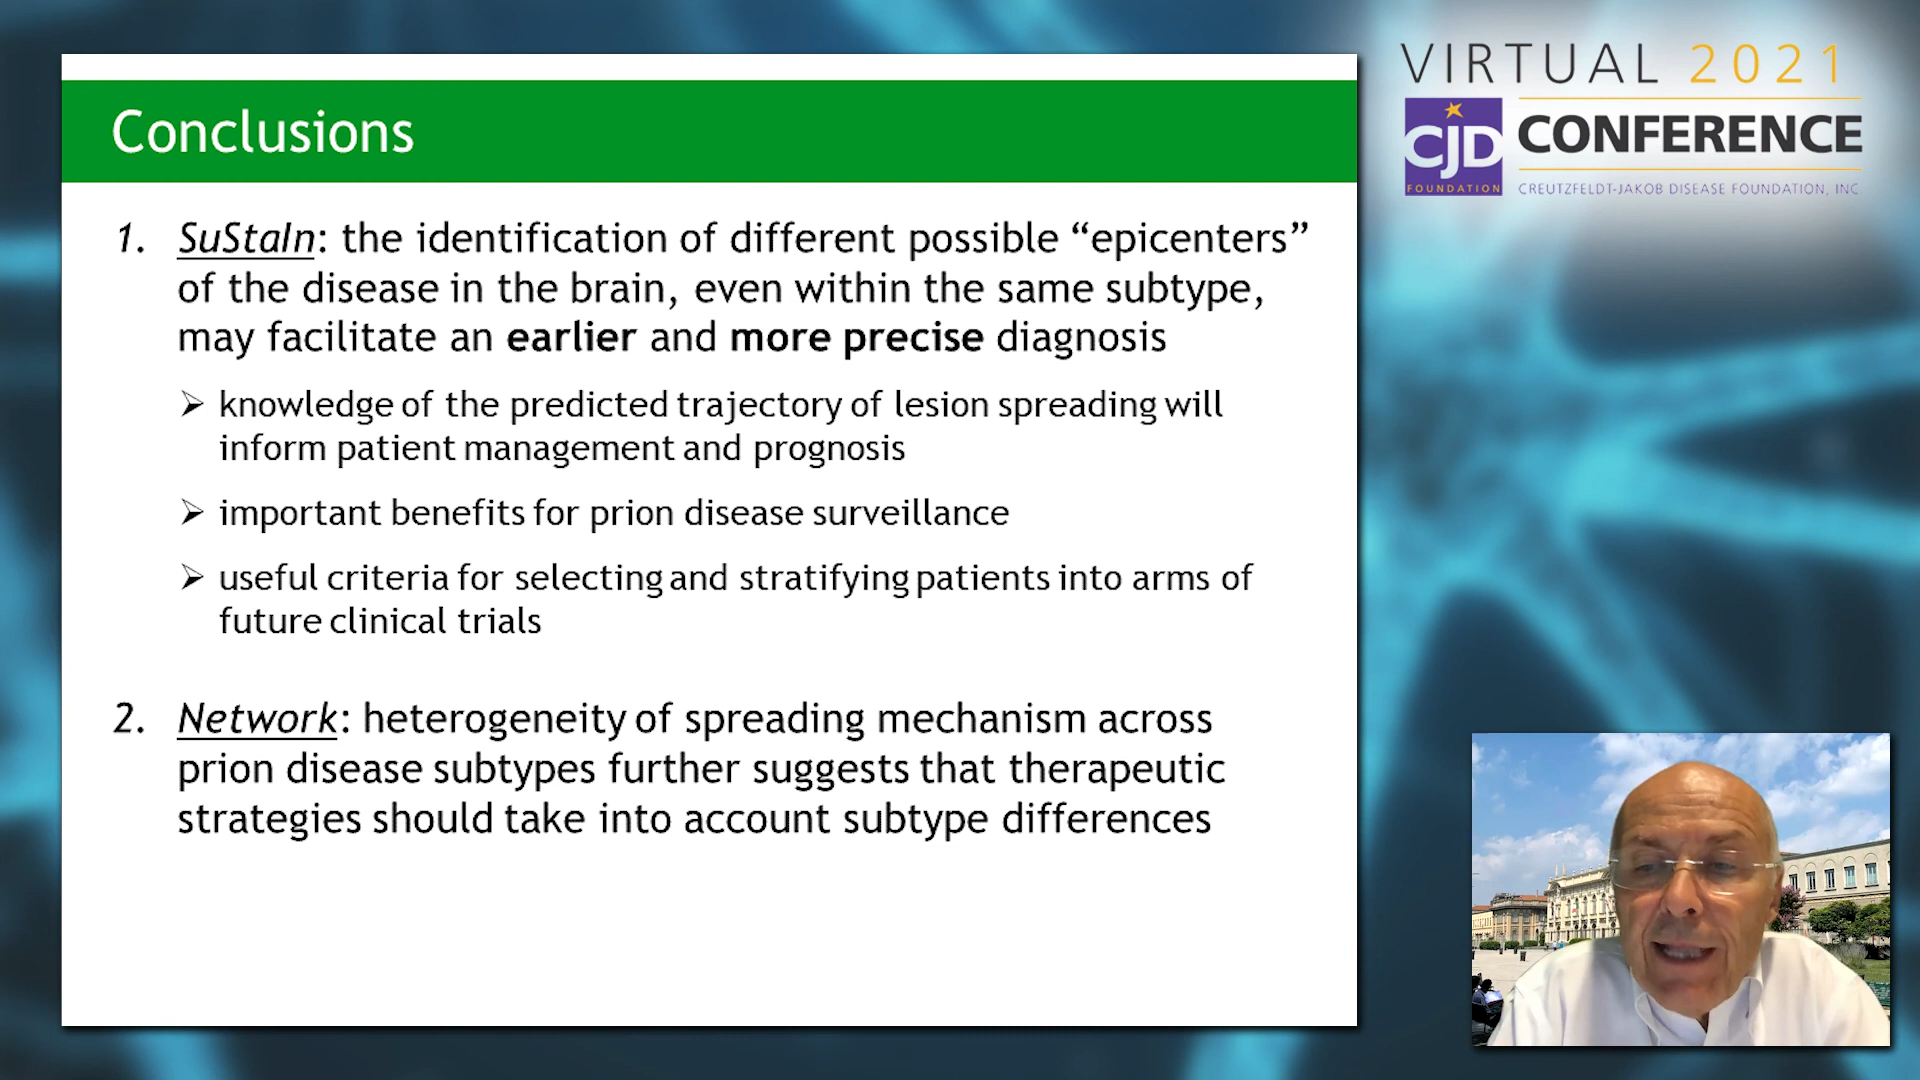 VIRTUAL 2021
CJD
FOUNDATION
CONFERENCE
CREUTZFELDT-JAKOB DISEASE FOUNDATION, INC
Conclusions
1. SuStaIn: the identification of different possible “epicenters”
of the disease in the brain, even within the same subtype,
may facilitate an earlier and more precise diagnosis
➢ knowledge of the predicted trajectory of lesion spreading will
inform patient management and prognosis
➢ important benefits for prion disease surveillance
➢ useful criteria for selecting and stratifying patients into arms of
future clinical trials
2. Network: heterogeneity of spreading mechanism across
prion disease subtypes further suggests that therapeutic
strategies should take into account subtype differences